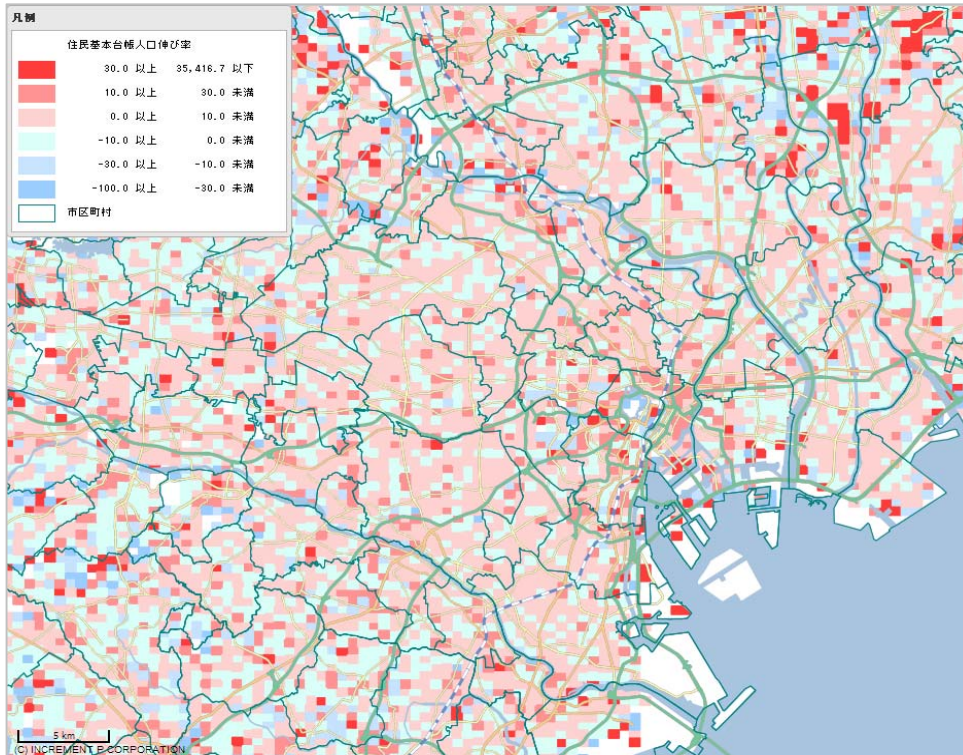 凡例
住民基本台帳人口伸び率
30.0 以上 35,416.7 以下
10.0 以上 30.0 未満
0.0 以上 10.0 未満
-10.0 以上 0.0 未満
-30.0 以上 -10.0 未満
-100.0 以上 -30.0 未満
市区町村
5 km
(C) INCREMENT P CORPORATION